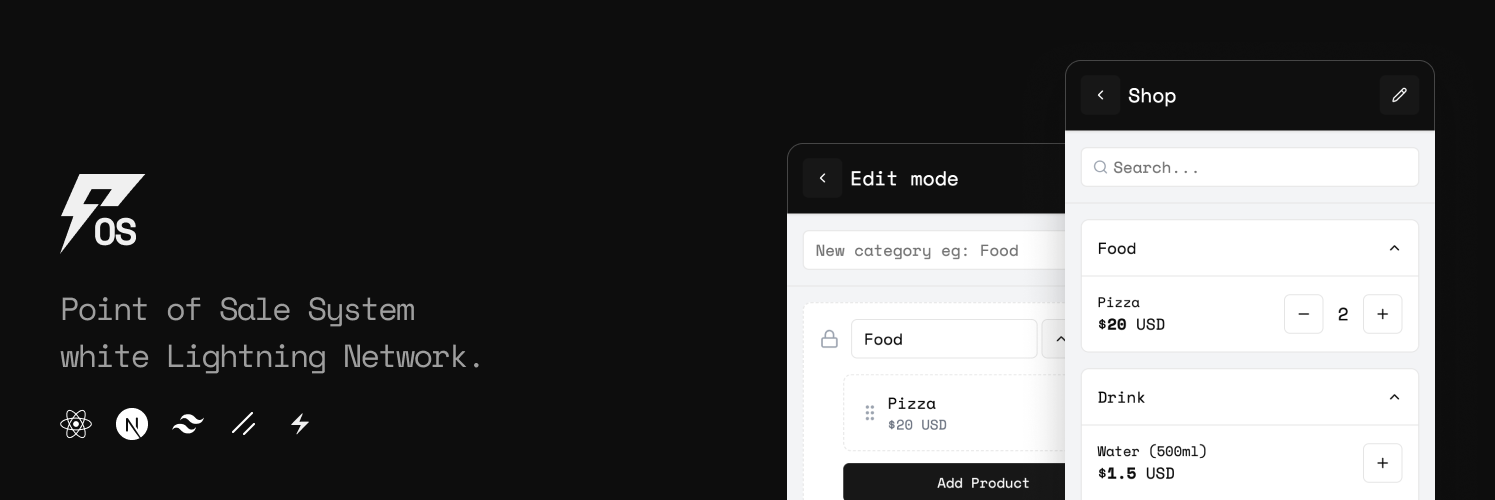 OS
Point of Sale System
white Lightning Network.
Edit mode
New category eg: Food
Food
Pizza
$20 USD
Add Product
Shop
Search...
Food
Pizza
$20 USD
2
Drink
Water (500ml)
$1.5 USD